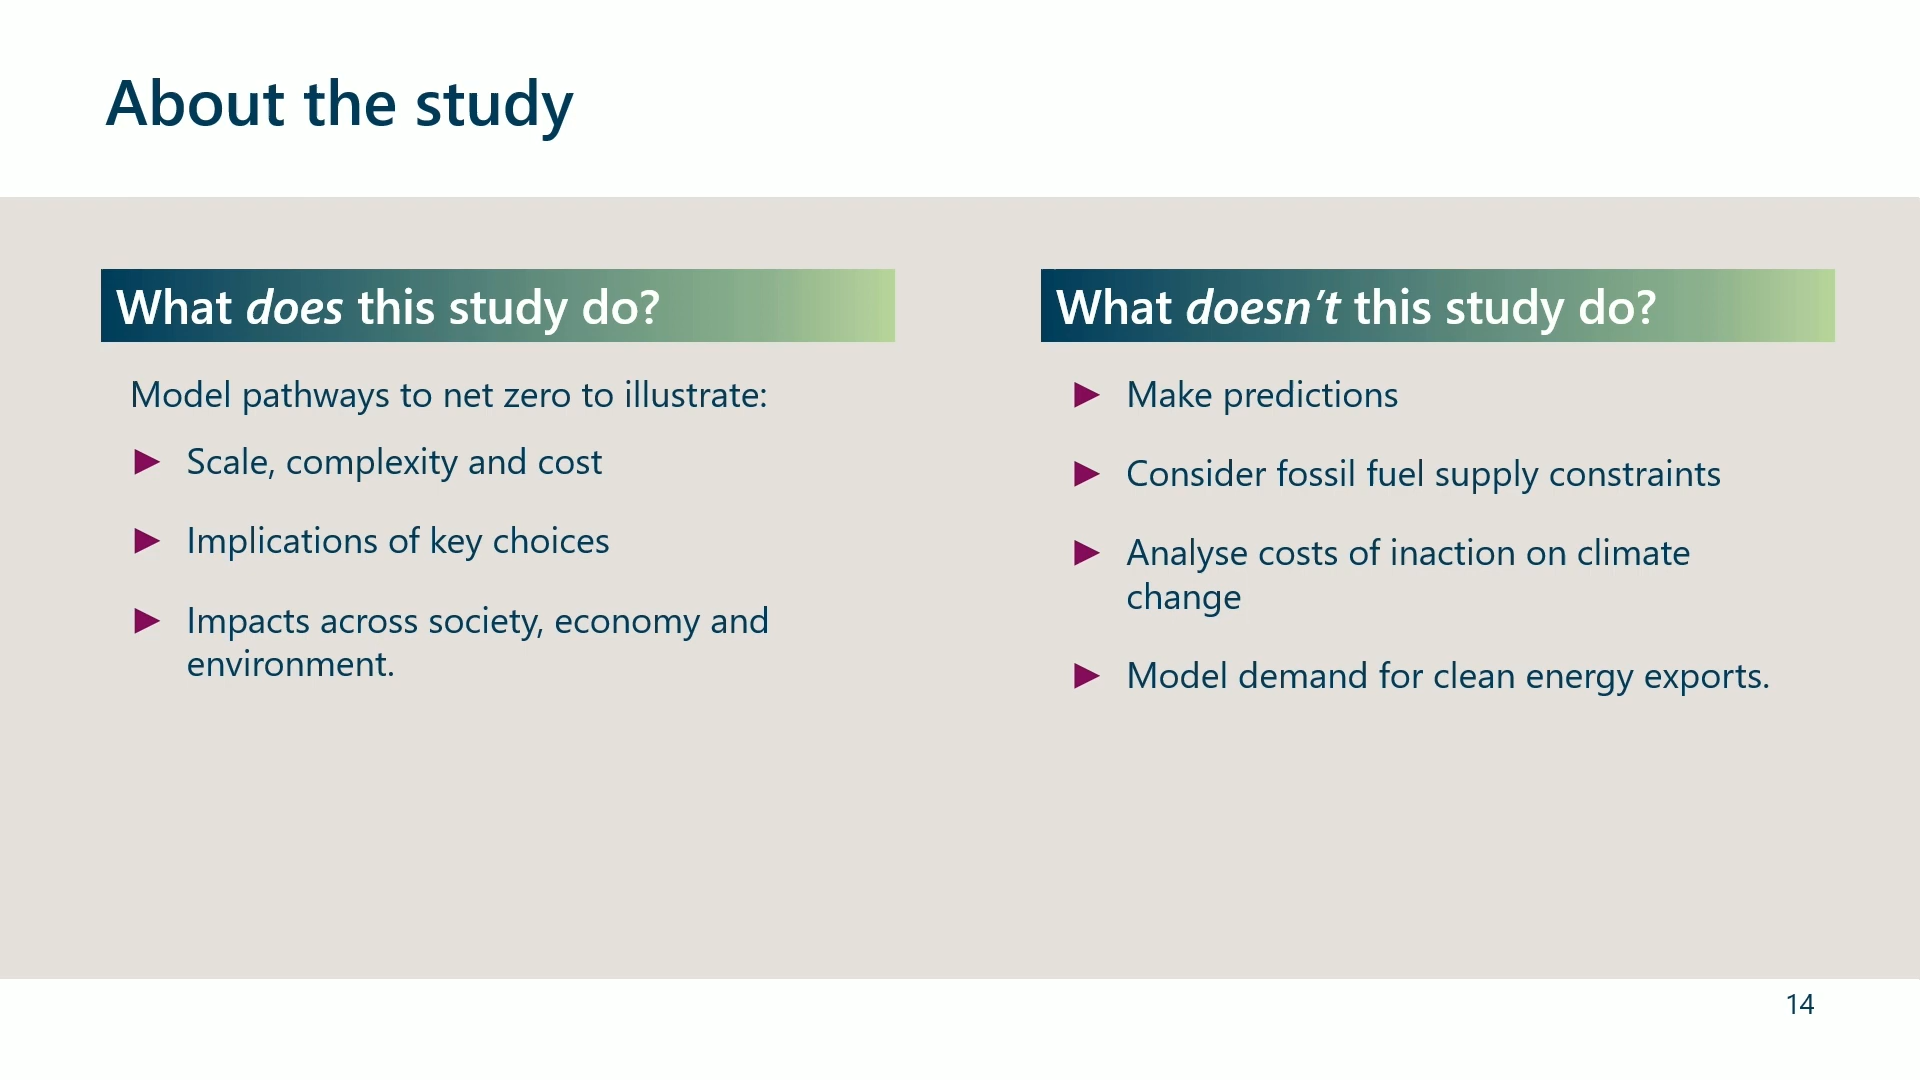 About the study
What does this study do?
Model pathways to net zero to illustrate:
Scale, complexity and cost
Implications of key choices
Impacts across society, economy and
environment.
What doesn't this study do?
Make predictions
Consider fossil fuel supply constraints
Analyse costs of inaction on climate
change
Model demand for clean energy exports.
14